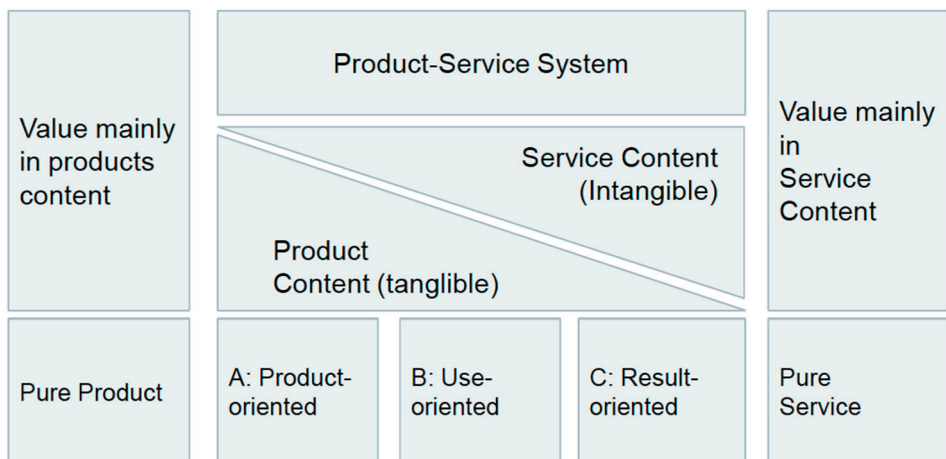 Value mainly
in products
content
Product-Service System
Service Content
(Intangible)
Product
Content (tanglible)
Value mainly
in
Service
Content
Pure Product
A: Product-
oriented
B: Use-
oriented
C: Result-
oriented
Pure
Service